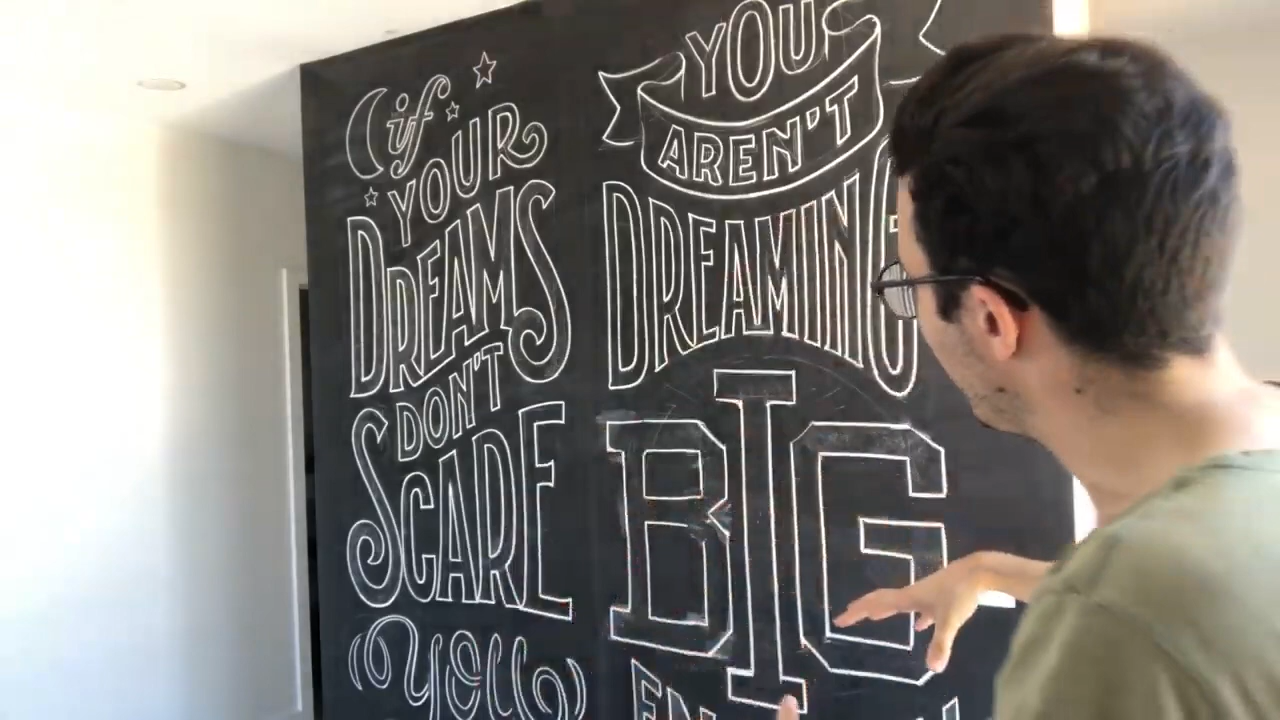 if
YOUR
DREAMS
DON'T
SCARE
YOU
YOU
AREN'T
DREAMING
BIG